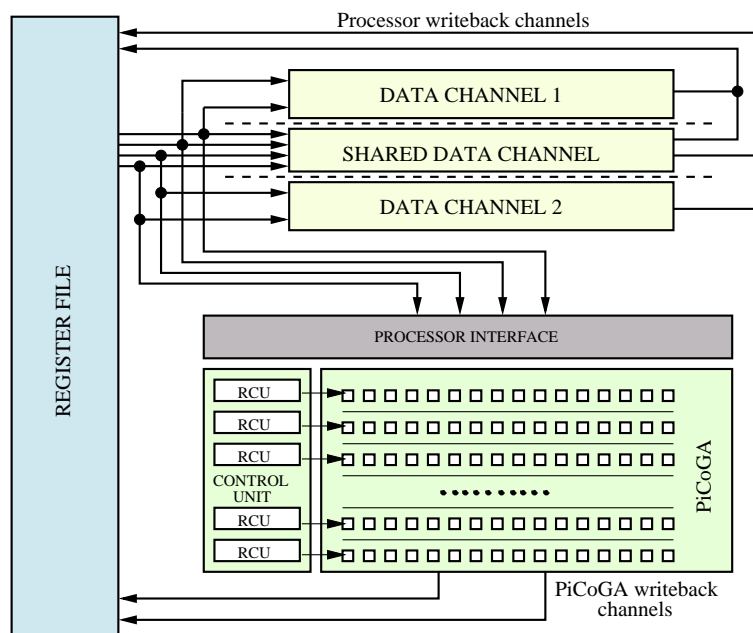 Processor writeback channels
DATA CHANNEL 1
SHARED DATA CHANNEL
DATA CHANNEL 2
REGISTER FILE
PROCESSOR INTERFACE
RCU
RCU
RCU
CONTROL
UNIT
RCU
RCU
PiCoGA
PiCoGA writeback
channels